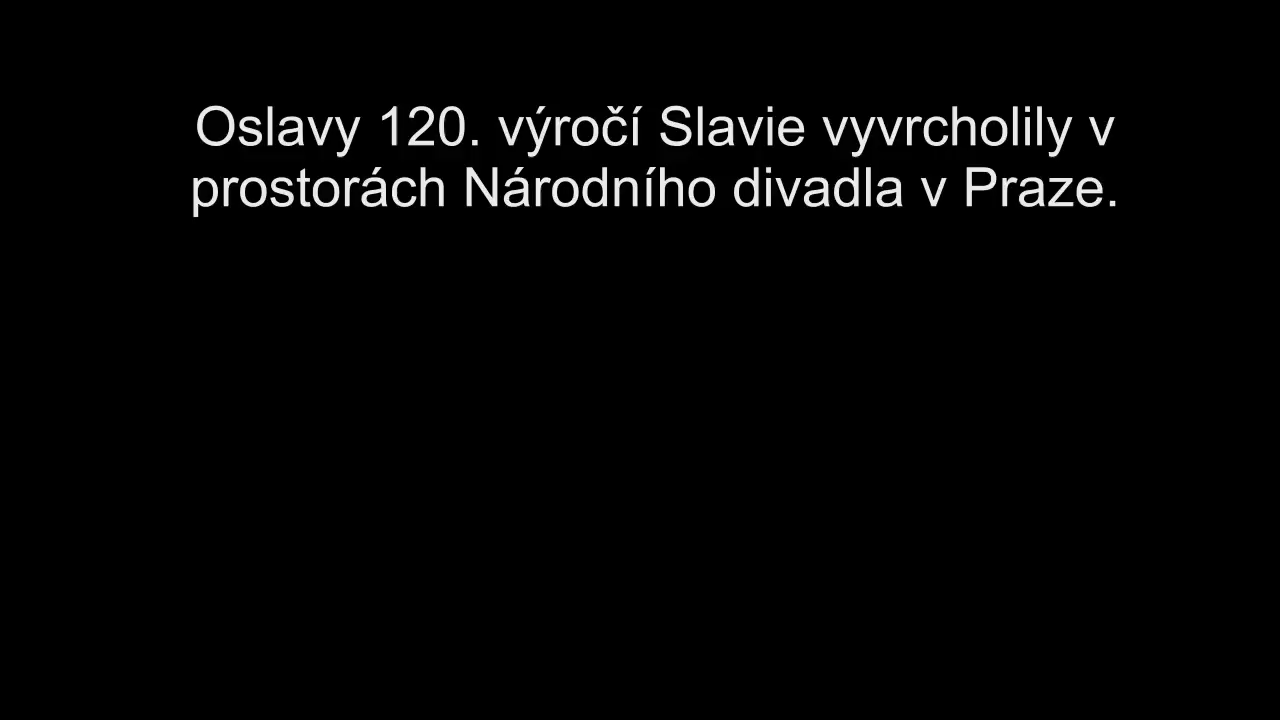 Oslavy 120. výročí Slavie vyvrcholily v
prostorách Národního divadla v Praze.